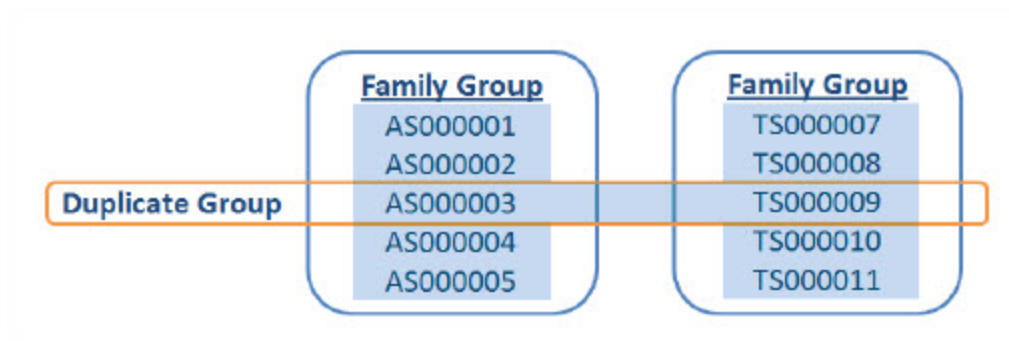 Family Group Family Group
AS000001 TS000007
AS000002 TS000008
Duplicate Group AS000003 TS000009
AS000004 TS000010
AS000005 TS000011